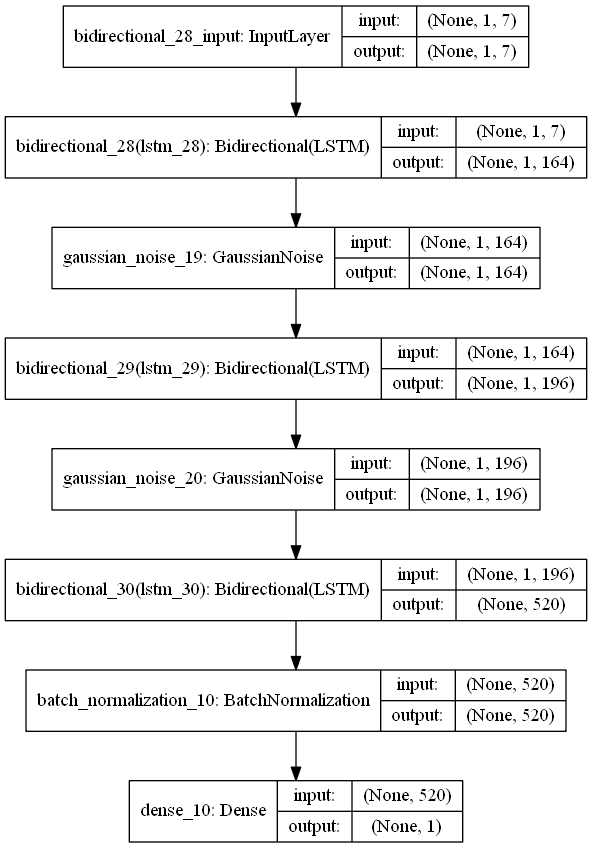 bidirectional_28_input: InputLayer
input:
(None, 1, 7)
output:
(None, 1, 7)
bidirectional_28(lstm_28): Bidirectional(LSTM)
input:
(None, 1, 7)
output:
(None, 1, 164)
gaussian_noise_19: GaussianNoise
input:
(None, 1, 164)
output:
(None, 1, 164)
bidirectional_29(lstm_29): Bidirectional(LSTM)
input:
(None, 1, 164)
output:
(None, 1, 196)
gaussian_noise_20: GaussianNoise
input:
(None, 1, 196)
output:
(None, 1, 196)
bidirectional_30(lstm_30): Bidirectional(LSTM)
input:
(None, 1, 196)
output:
(None, 520)
batch_normalization_10: BatchNormalization
input:
(None, 520)
output:
(None, 520)
dense_10: Dense
input:
(None, 520)
output:
(None, 1)